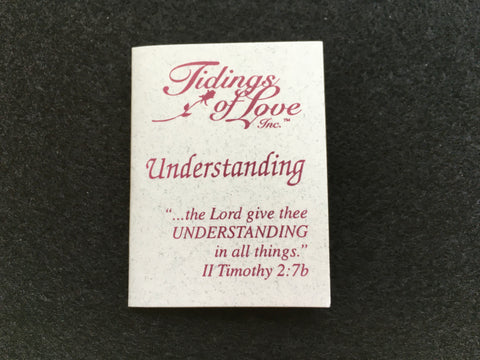 Tidings
of Love
Inc.™
Understanding
“...the Lord give thee
UNDERSTANDING
in all things.”
II Timothy 2:7b